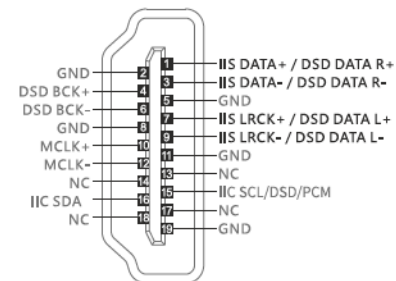 1 IIS DATA+ / DSD DATA R+
GND 2
3 IIS DATA- / DSD DATA R-
DSD BCK+ 4
5 GND
DSD BCK- 6
7 IIS LRCK+ / DSD DATA L+
GND 8
9 IIS LRCK- / DSD DATA L-
MCLK+ 10
11 GND
MCLK- 12
13 NC
NC 14
15 IIC SCL/DSD/PCM
IIC SDA 16
17 NC
NC 18
19 GND